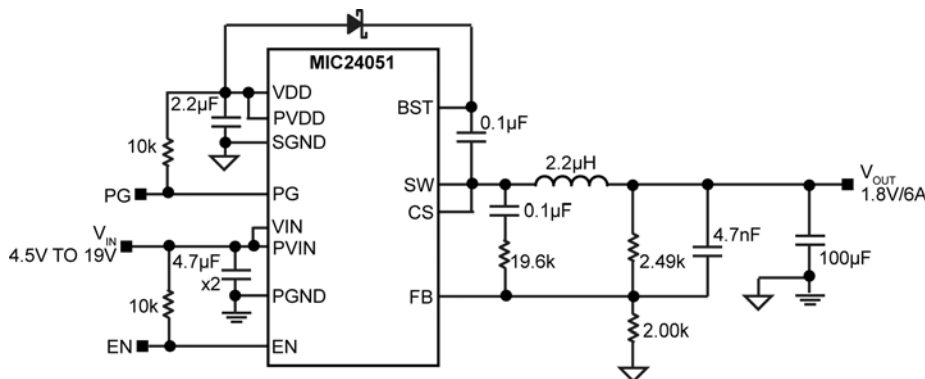 MIC24051
VDD
PVDD
SGND
PG
VIN
PVIN
PGND
EN
BST
SW
CS
FB
2.2µF
10k
PG
V_IN
4.5V TO 19V
4.7µF
x2
10k
EN
0.1µF
2.2µH
0.1µF
19.6k
2.49k
4.7nF
2.00k
100µF
V_OUT
1.8V/6A